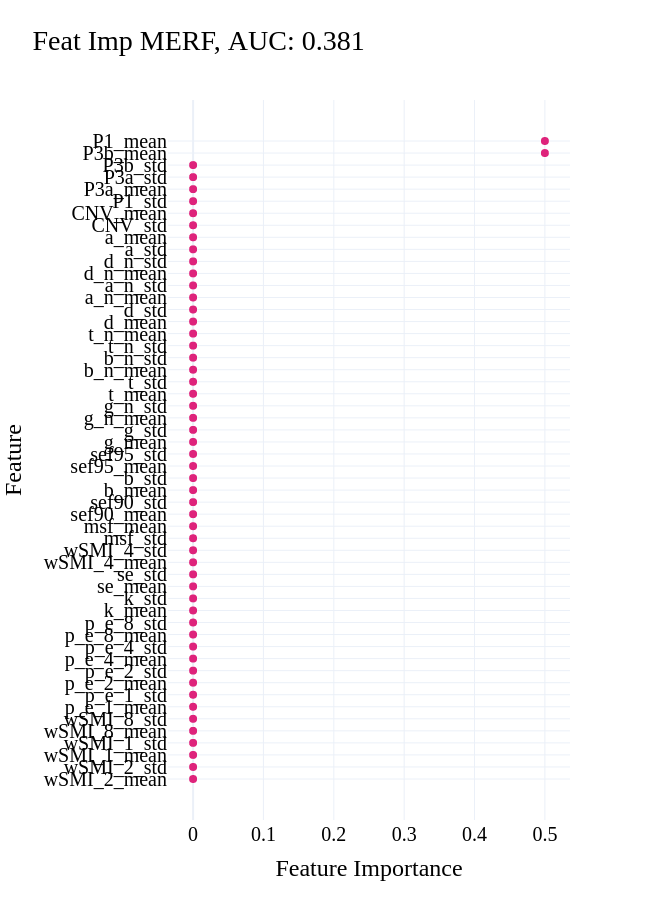 Feat Imp MERF, AUC: 0.381
P1_mean
P3b_mean
P3b_std
P3a_std
P3a_mean
P1_std
CNV_mean
CNV_std
a_mean
a_std
d_n_std
d_n_mean
a_n_std
a_n_mean
d_std
d_mean
t_n_mean
t_n_std
b_n_std
b_n_mean
t_std
t_mean
g_n_std
g_n_mean
g_std
g_mean
sef95_std
sef95_mean
b_std
b_mean
sef90_std
sef90_mean
msf_mean
msf_std
wSMI_4_std
wSMI_4_mean
se_std
se_mean
k_std
k_mean
p_e_8_std
p_e_8_mean
p_e_4_std
p_e_4_mean
p_e_2_std
p_e_2_mean
p_e_1_std
p_e_1_mean
wSMI_8_std
wSMI_8_mean
wSMI_1_std
wSMI_1_mean
wSMI_2_std
wSMI_2_mean
Feature
0 0.1 0.2 0.3 0.4 0.5
Feature Importance